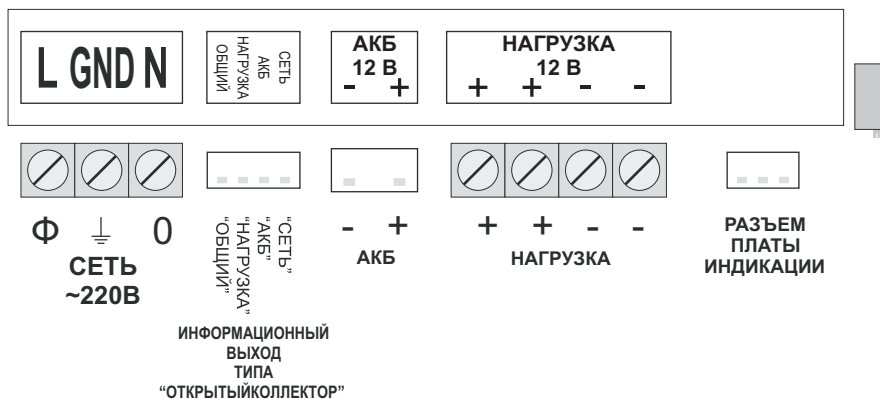 L GND N
ОБЩИЙ
НАГРУЗКА
АКБ
СЕТЬ
АКБ
12 В
- +
НАГРУЗКА
12 В
+ + - -
Ф ⏚ 0
СЕТЬ
~220В
“ОБЩИЙ”
“НАГРУЗКА”
“АКБ”
“СЕТЬ”
ИНФОРМАЦИОННЫЙ
ВЫХОД
ТИПА
“ОТКРЫТЫЙКОЛЛЕКТОР”
- +
АКБ
+ + - -
НАГРУЗКА
РАЗЪЕМ
ПЛАТЫ
ИНДИКАЦИИ